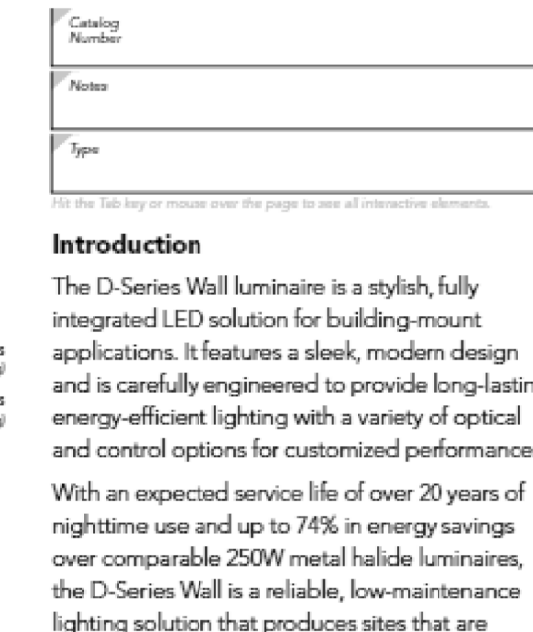 Catalog
Number
Notes
Type
Hit the Tab key or mouse over the page to see all interactive elements.
Introduction
The D-Series Wall luminaire is a stylish, fully
integrated LED solution for building-mount
applications. It features a sleek, modern design
and is carefully engineered to provide long-lastin
energy-efficient lighting with a variety of optical
and control options for customized performance
With an expected service life of over 20 years of
nighttime use and up to 74% in energy savings
over comparable 250W metal halide luminaires,
the D-Series Wall is a reliable, low-maintenance
lighting solution that produces sites that are